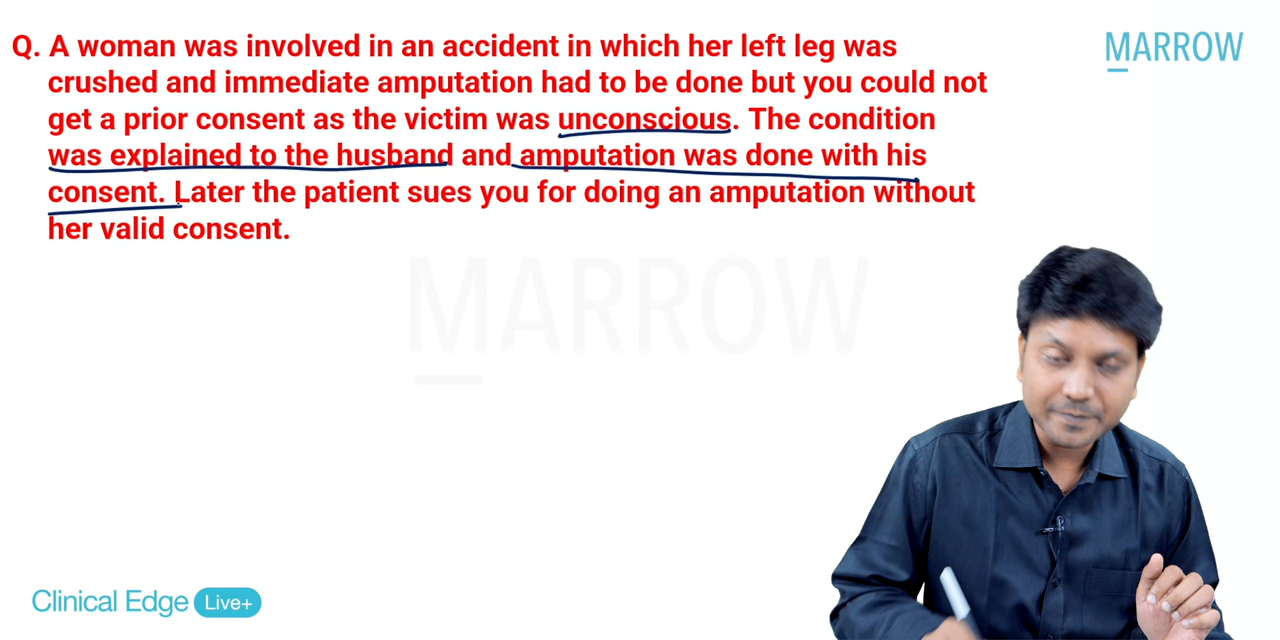 Q. A woman was involved in an accident in which her left leg was
crushed and immediate amputation had to be done but you could not
get a prior consent as the victim was unconscious. The condition
was explained to the husband and amputation was done with his
consent. Later the patient sues you for doing an amputation without
her valid consent.
MARROW
MARROW
Clinical Edge Live+